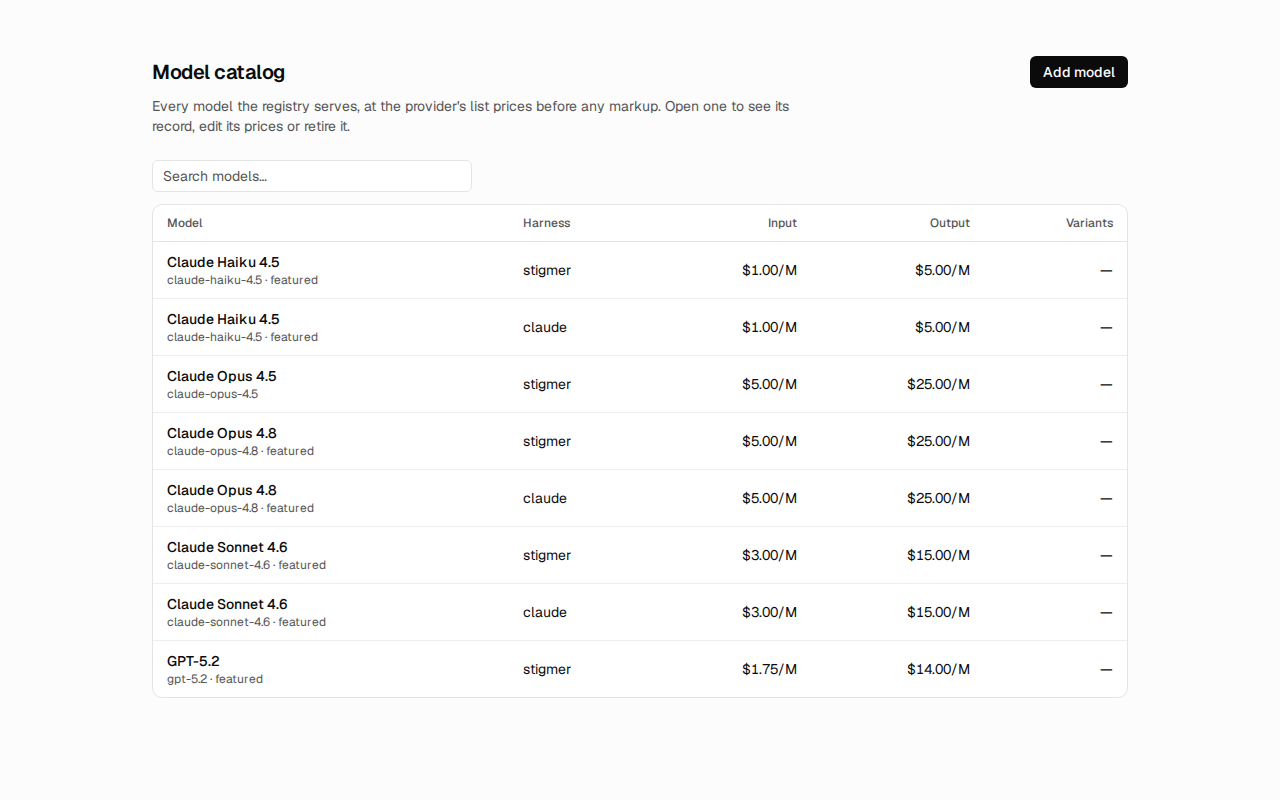 Model catalog
Add model
Every model the registry serves, at the provider's list prices before any markup. Open one to see its
record, edit its prices or retire it.
Search models…
Model Harness Input Output Variants
Claude Haiku 4.5
claude-haiku-4.5 · featured
stigmer $1.00/M $5.00/M —
Claude Haiku 4.5
claude-haiku-4.5 · featured
claude $1.00/M $5.00/M —
Claude Opus 4.5
claude-opus-4.5
stigmer $5.00/M $25.00/M —
Claude Opus 4.8
claude-opus-4.8 · featured
stigmer $5.00/M $25.00/M —
Claude Opus 4.8
claude-opus-4.8 · featured
claude $5.00/M $25.00/M —
Claude Sonnet 4.6
claude-sonnet-4.6 · featured
stigmer $3.00/M $15.00/M —
Claude Sonnet 4.6
claude-sonnet-4.6 · featured
claude $3.00/M $15.00/M —
GPT-5.2
gpt-5.2 · featured
stigmer $1.75/M $14.00/M —